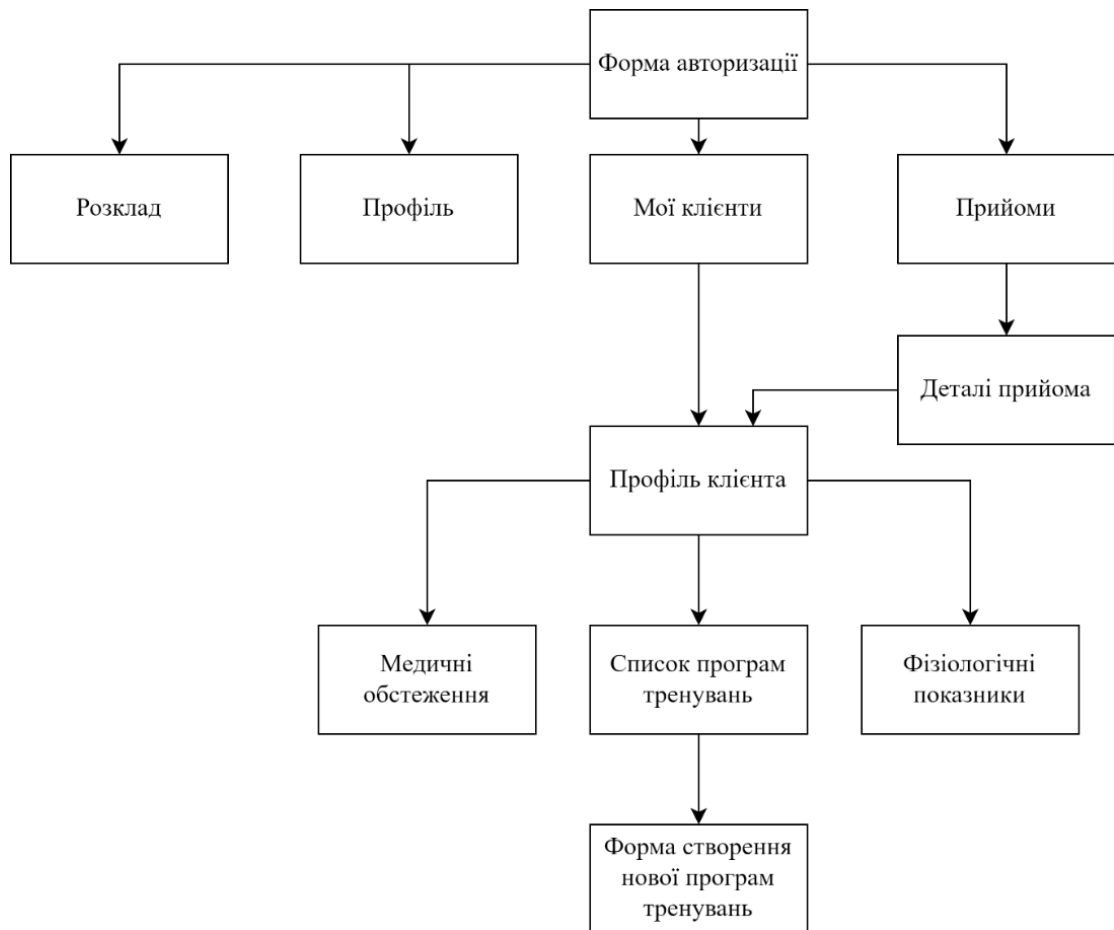 Форма авторизації
Розклад
Профіль
Мої клієнти
Прийоми
Деталі прийома
Профіль клієнта
Медичні
обстеження
Список програм
тренувань
Фізіологічні
показники
Форма створення
нової програм
тренувань